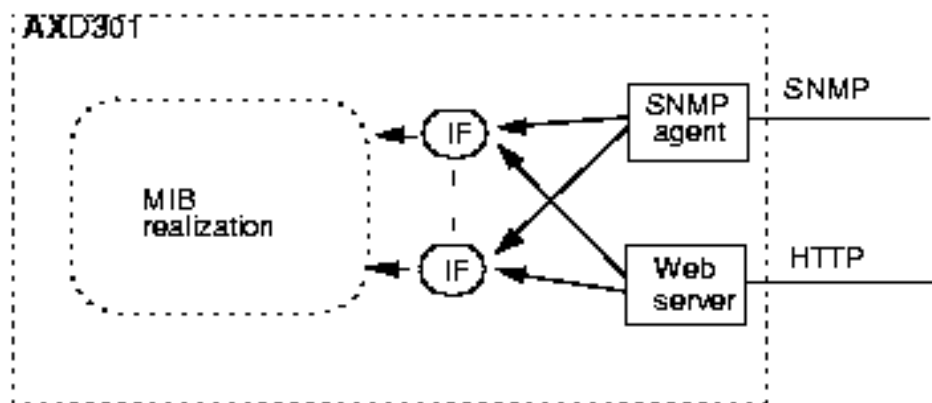 AXD301
SNMP
agent
SNMP
IF
MIB
realization
IF
Web
server
HTTP